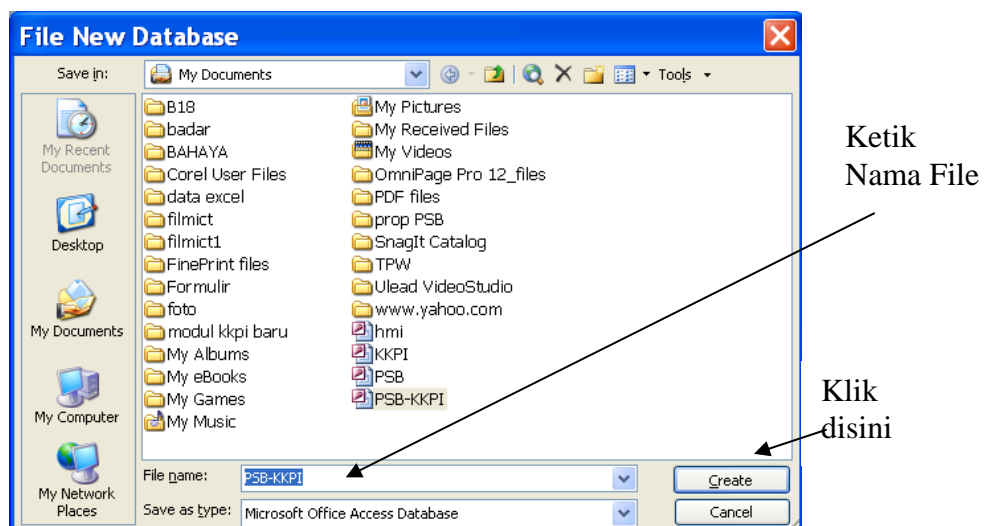 File New Database
Save in:
My Documents
Tools
My Recent
Documents
Desktop
My Documents
My Computer
My Network
Places
B18
badar
BAHAYA
Corel User Files
data excel
filmict
filmict1
FinePrint files
Formulir
foto
modul kkpi baru
My Albums
My eBooks
My Games
My Music
My Pictures
My Received Files
My Videos
OmniPage Pro 12_files
PDF files
prop PSB
SnagIt Catalog
TPW
Ulead VideoStudio
www.yahoo.com
hmi
KKPI
PSB
PSB-KKPI
File name:
PSB-KKPI
Create
Save as type:
Microsoft Office Access Database
Cancel
Ketik
Nama File
Klik
disini